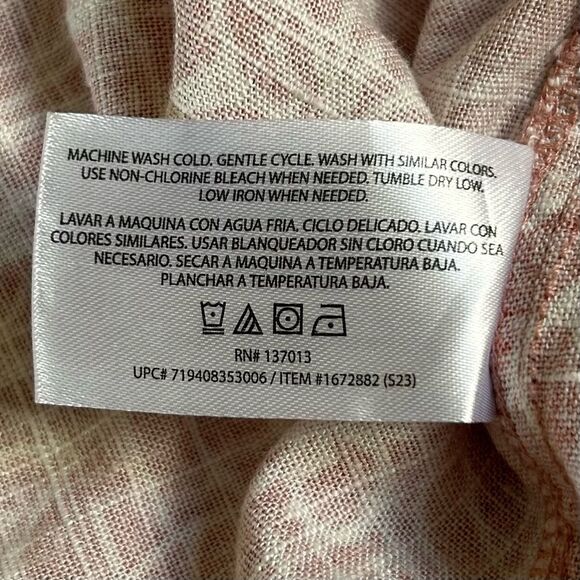 MACHINE WASH COLD. GENTLE CYCLE. WASH WITH SIMILAR COLORS.
USE NON-CHLORINE BLEACH WHEN NEEDED. TUMBLE DRY LOW.
LOW IRON WHEN NEEDED.
LAVAR A MAQUINA CON AGUA FRIA. CICLO DELICADO. LAVAR CON
COLORES SIMILARES. USAR BLANQUEADOR SIN CLORO CUANDO SEA
NECESARIO. SECAR A MAQUINA A TEMPERATURA BAJA.
PLANCHAR A TEMPERATURA BAJA.
RN# 137013
UPC# 719408353006 / ITEM #1672882 (S23)